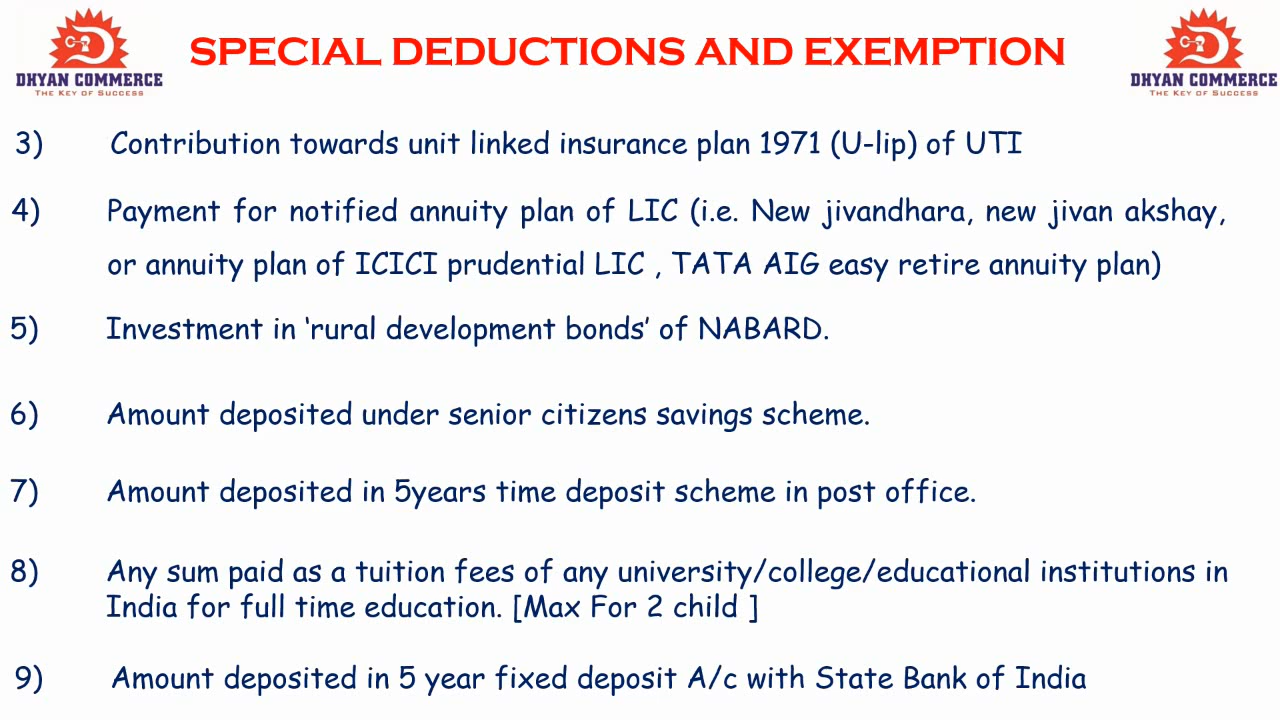 DHYAN COMMERCE
THE KEY OF SUCCESS
SPECIAL DEDUCTIONS AND EXEMPTION
DHYAN COMMERCE
THE KEY OF SUCCESS
3) Contribution towards unit linked insurance plan 1971 (U-lip) of UTI
4) Payment for notified annuity plan of LIC (i.e. New jivandhara, new jivan akshay,
or annuity plan of ICICI prudential LIC , TATA AIG easy retire annuity plan)
5) Investment in ‘rural development bonds’ of NABARD.
6) Amount deposited under senior citizens savings scheme.
7) Amount deposited in 5years time deposit scheme in post office.
8) Any sum paid as a tuition fees of any university/college/educational institutions in
India for full time education. [Max For 2 child ]
9) Amount deposited in 5 year fixed deposit A/c with State Bank of India